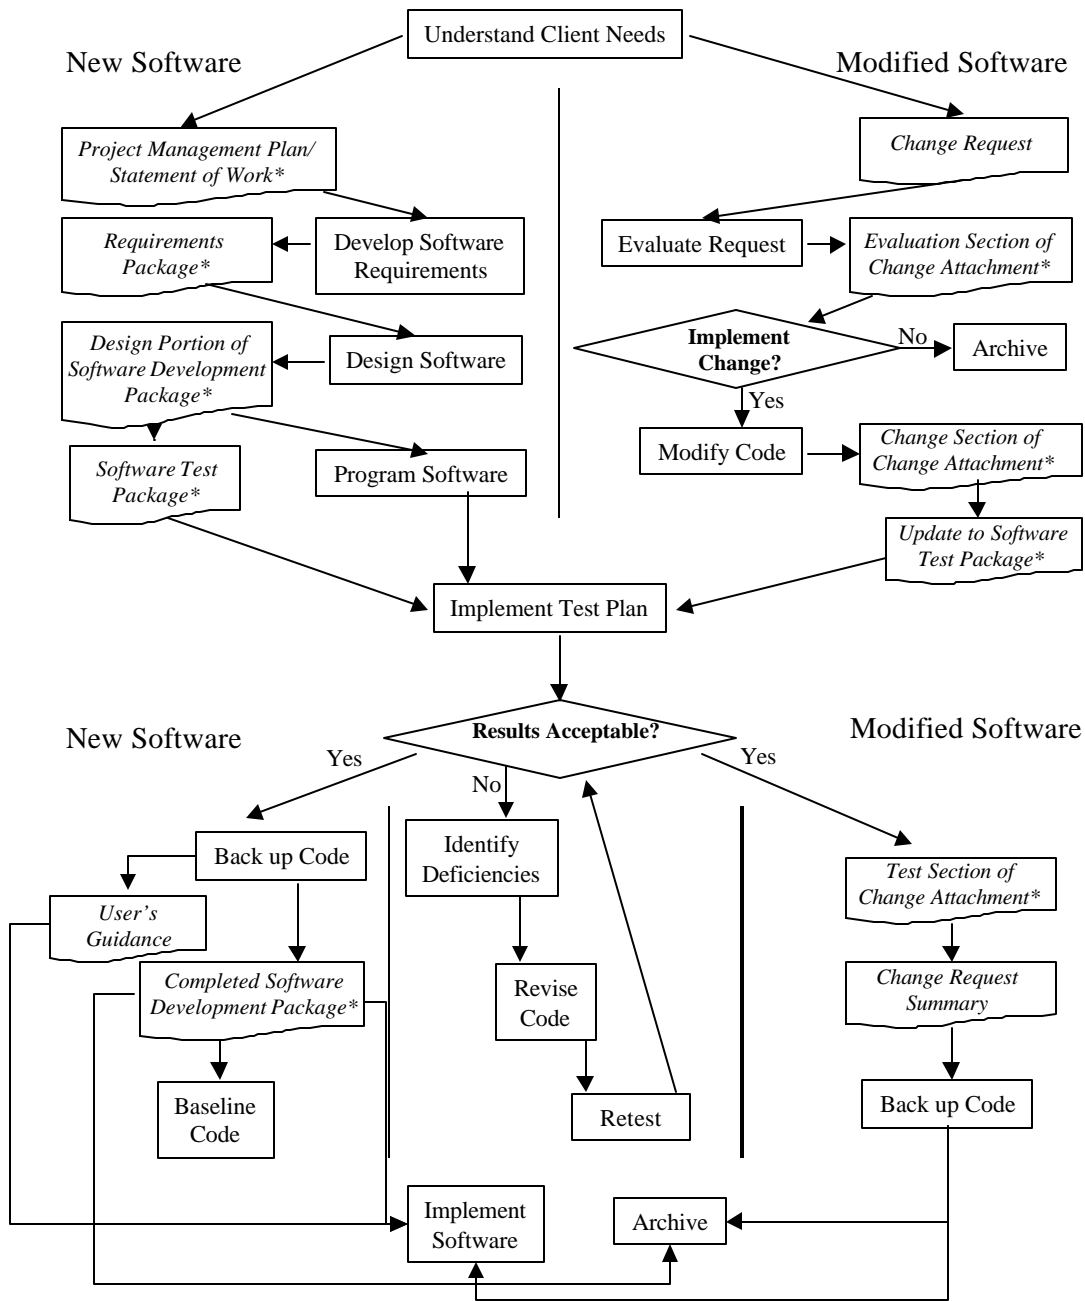 Understand Client Needs
New Software
Modified Software
Project Management Plan/
Statement of Work*
Change Request
Requirements
Package*
Develop Software
Requirements
Evaluate Request
Evaluation Section of
Change Attachment*
Design Portion of
Software Development
Package*
Design Software
Implement
Change?
No
Archive
Yes
Software Test
Package*
Program Software
Modify Code
Change Section of
Change Attachment*
Update to Software
Test Package*
Implement Test Plan
New Software
Results Acceptable?
Modified Software
Yes
No
Yes
Back up Code
Identify
Deficiencies
Test Section of
Change Attachment*
User's
Guidance
Completed Software
Development Package*
Revise
Code
Change Request
Summary
Baseline
Code
Retest
Back up Code
Implement
Software
Archive